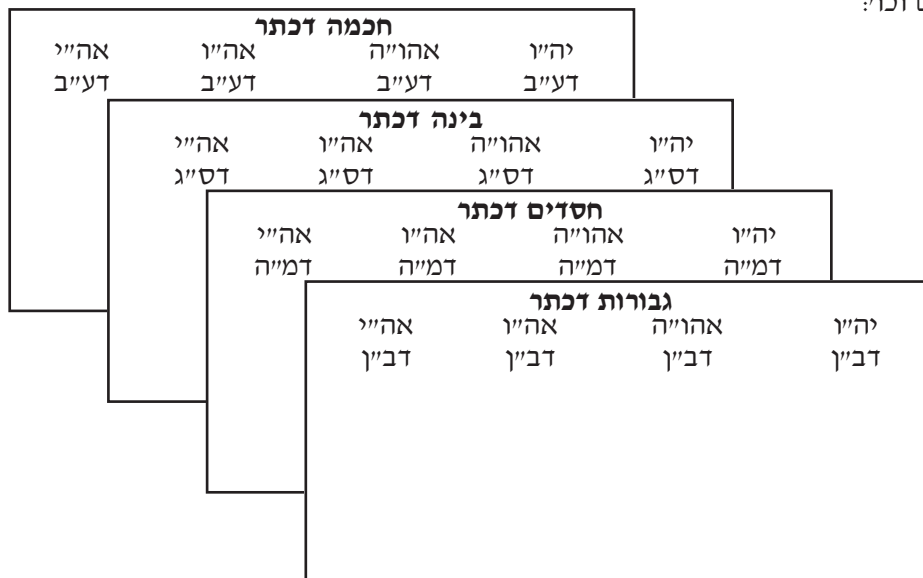 וכו׳:
חכמה דכתר
יה״ו אהו״ה אה״ו אה״י
דע״ב דע״ב דע״ב דע״ב
בינה דכתר
יה״ו אהו״ה אה״ו אה״י
דס״ג דס״ג דס״ג דס״ג
חסדים דכתר
יה״ו אהו״ה אה״ו אה״י
דמ״ה דמ״ה דמ״ה דמ״ה
גבורות דכתר
יה״ו אהו״ה אה״ו אה״י
דב״ן דב״ן דב״ן דב״ן